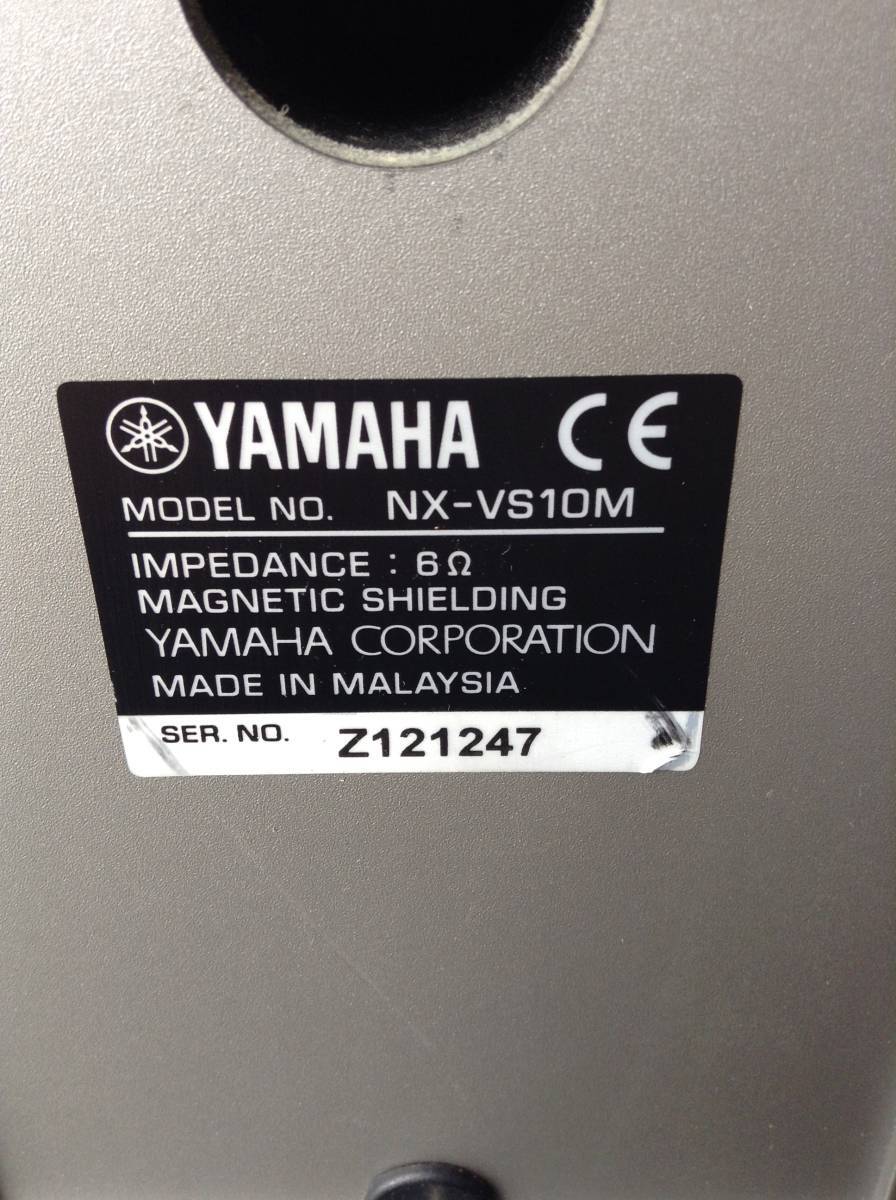 YAMAHA CE
MODEL NO. NX-VS10M
IMPEDANCE : 6Ω
MAGNETIC SHIELDING
YAMAHA CORPORATION
MADE IN MALAYSIA
SER. NO. Z121247